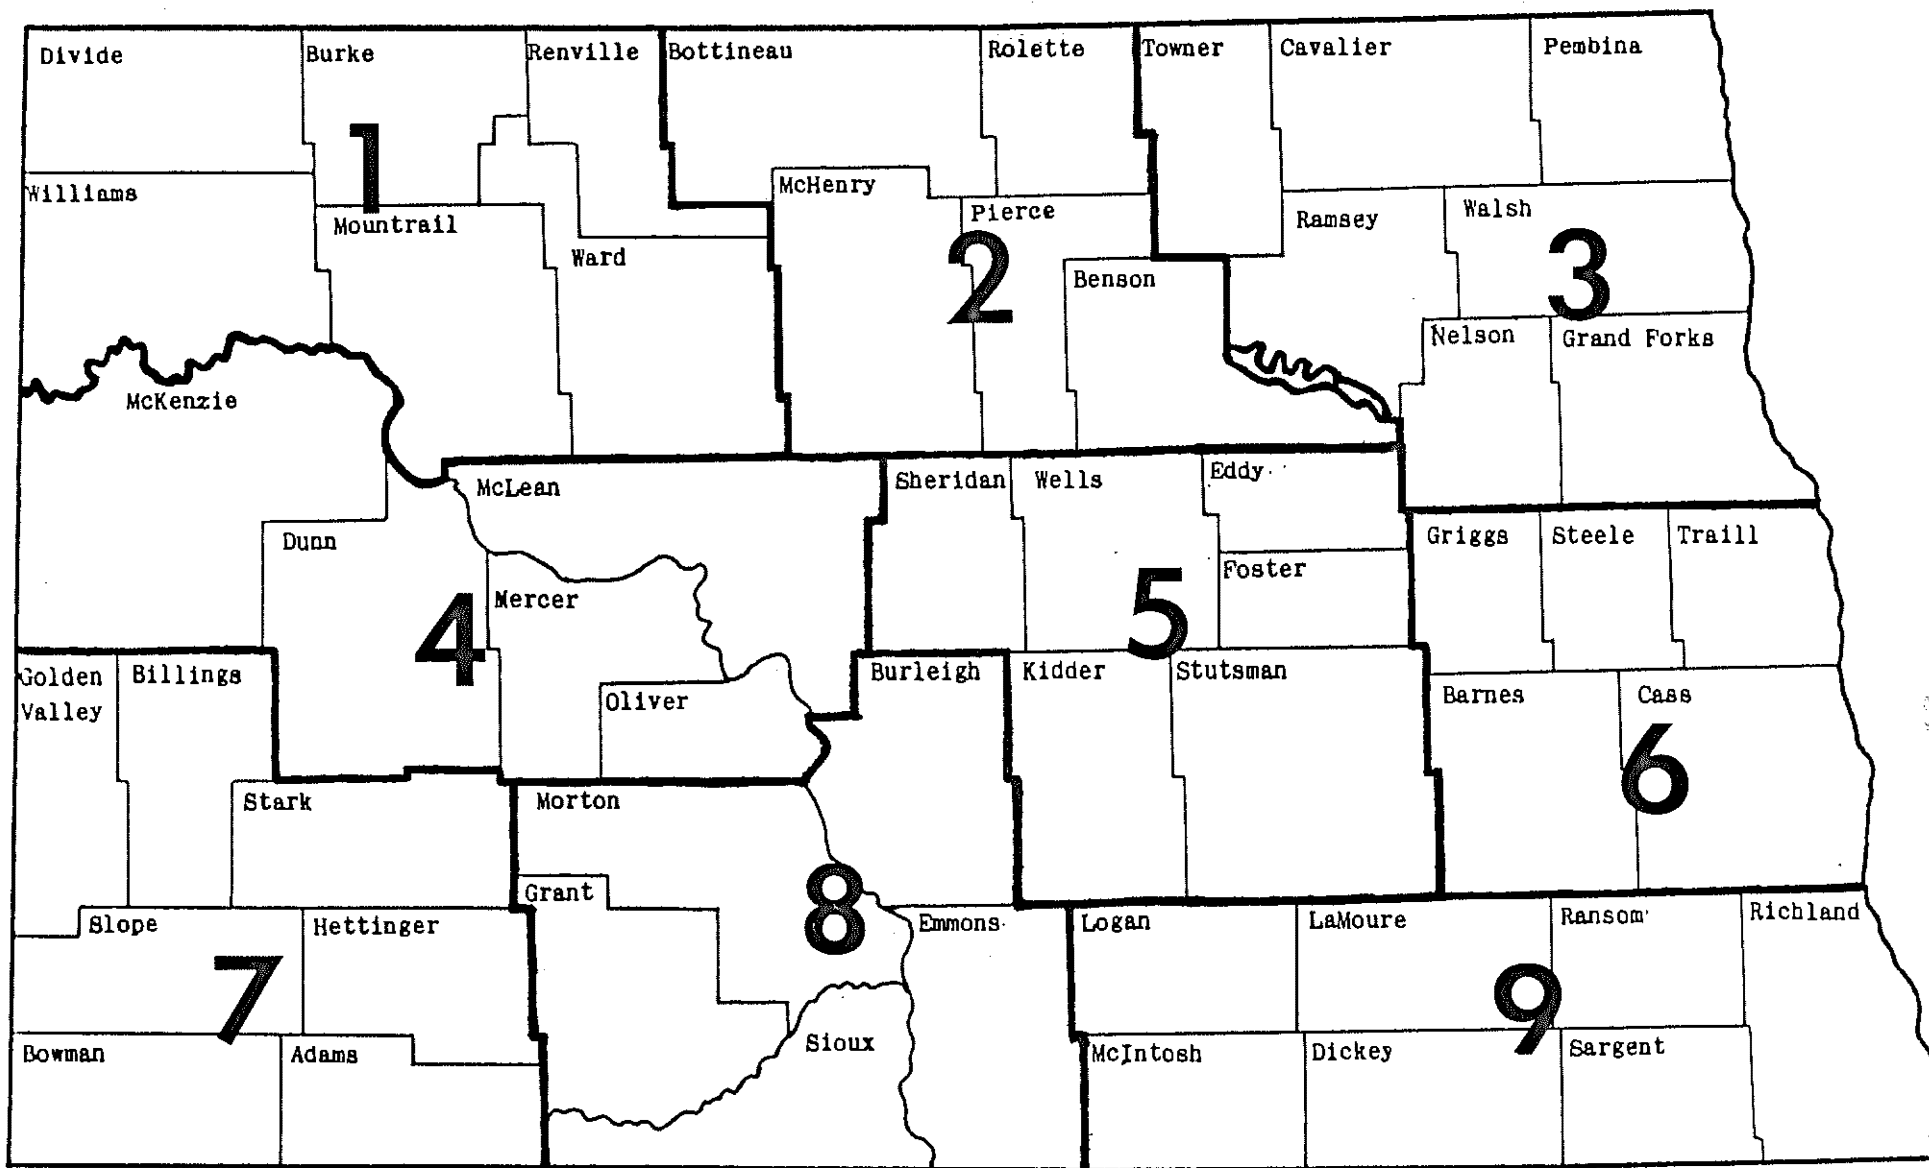 Divide
Burke
Renville
Bottineau
Rolette
Towner
Cavalier
Pembina
1
Williams
McHenry
Mountrail
Pierce
Ramsey
Walsh
Ward
2
Benson
3
Nelson
Grand Forks
McKenzie
McLean
Sheridan
Wells
Eddy
Dunn
Griggs
Steele
Traill
Foster
Mercer
5
4
Golden
Valley
Billings
Burleigh
Kidder
Stutsman
Oliver
Barnes
Cass
6
Stark
Morton
8
Grant
Slope
Hettinger
Emmons
Logan
LaMoure
Ransom
Richland
7
9
Bowman
Adams
Sioux
McIntosh
Dickey
Sargent